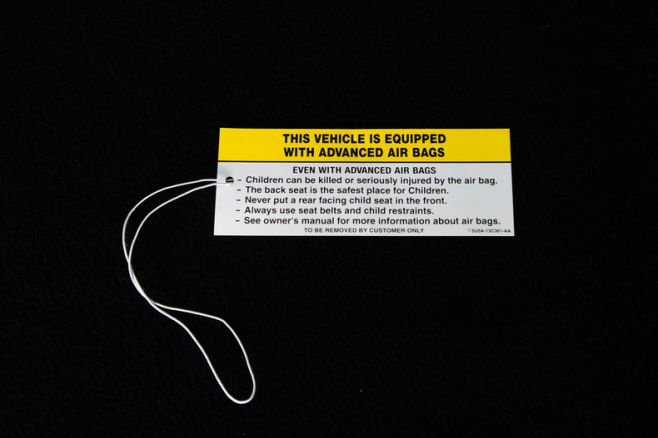 THIS VEHICLE IS EQUIPPED
WITH ADVANCED AIR BAGS
EVEN WITH ADVANCED AIR BAGS
- Children can be killed or seriously injured by the air bag.
- The back seat is the safest place for Children.
- Never put a rear facing child seat in the front.
- Always use seat belts and child restraints.
- See owner's manual for more information about air bags.
TO BE REMOVED BY CUSTOMER ONLY